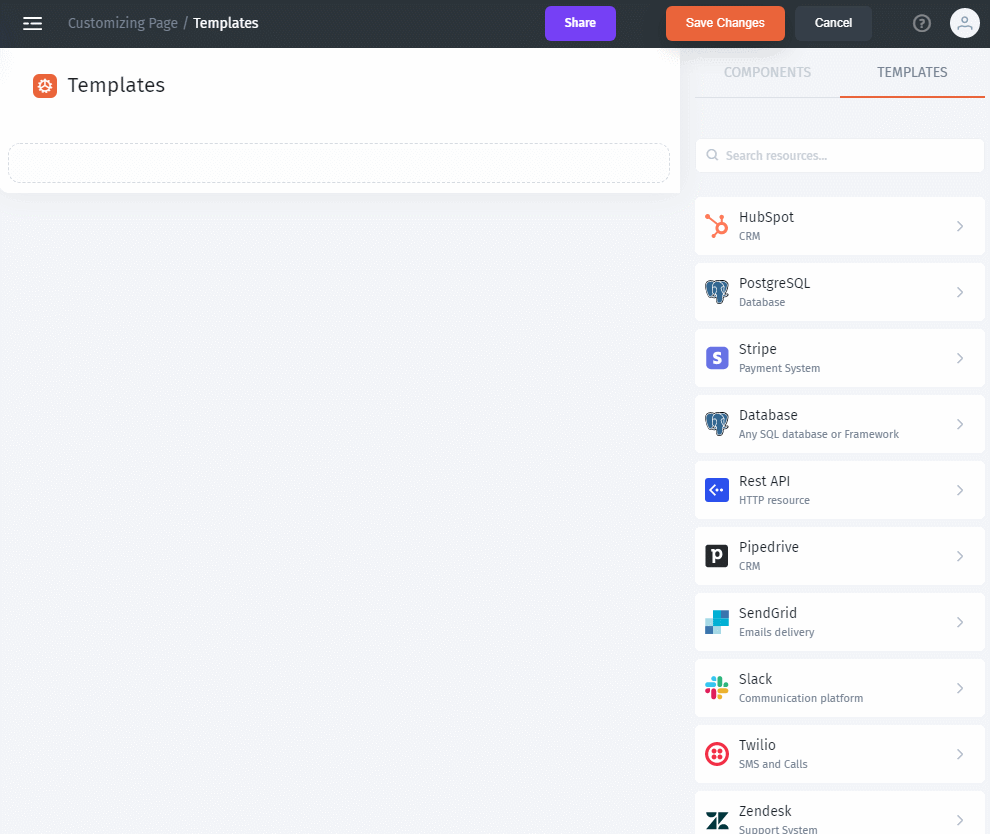 Customizing Page / Templates
Share
Save Changes
Cancel
?
Templates
COMPONENTS
TEMPLATES
Search resources...
HubSpot
CRM
PostgreSQL
Database
S
Stripe
Payment System
Database
Any SQL database or Framework
Rest API
HTTP resource
p
Pipedrive
CRM
SendGrid
Emails delivery
Slack
Communication platform
Twilio
SMS and Calls
Zendesk
Support System